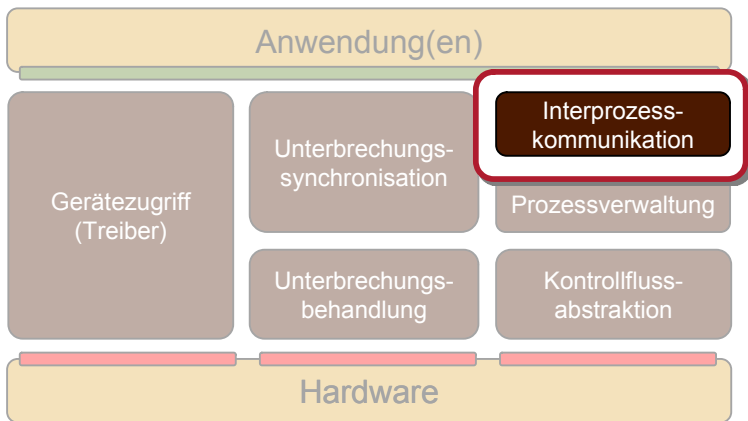 Anwendung(en)
Gerätezugriff
(Treiber)
Unterbrechungs-
synchronisation
Interprozess-
kommunikation
Prozessverwaltung
Unterbrechungs-
behandlung
Kontrollfluss-
abstraktion
Hardware